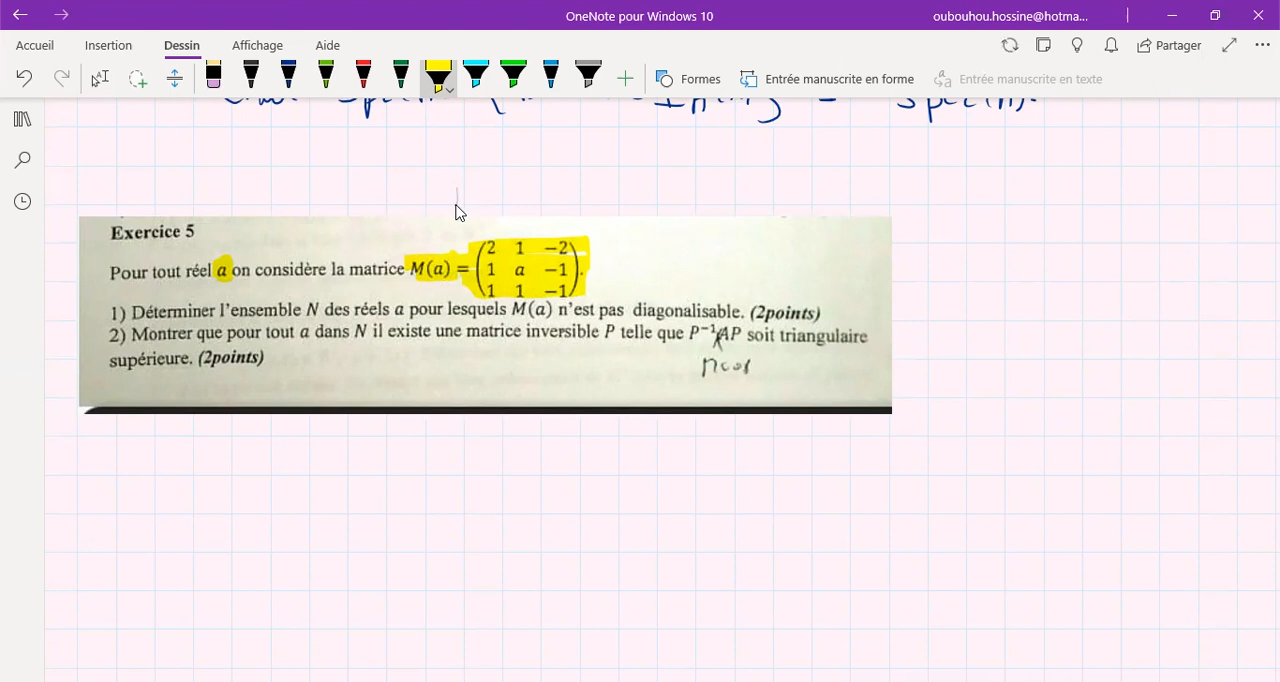 OneNote pour Windows 10
oubouhou.hossine@hotma...
Accueil Insertion Dessin Affichage Aide
Partager
Formes Entrée manuscrite en forme Entrée manuscrite en texte
Exercice 5
Pour tout réel a on considère la matrice M(a) = (2 1 −2
1 a −1
1 1 −1).
1) Déterminer l'ensemble N des réels a pour lesquels M(a) n'est pas diagonalisable. (2points)
2) Montrer que pour tout a dans N il existe une matrice inversible P telle que P⁻¹AP soit triangulaire
supérieure. (2points)